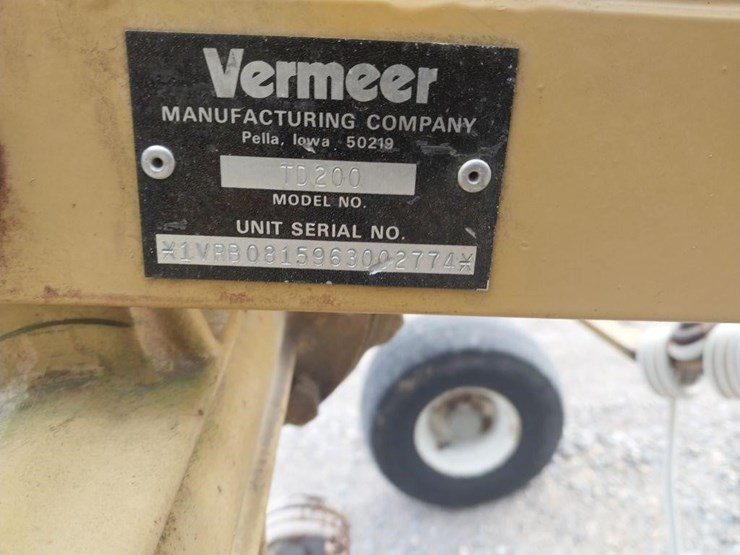 Vermeer
MANUFACTURING COMPANY
Pella, Iowa 50219
TD200
MODEL NO.
UNIT SERIAL NO.
*1VRB0815963002774*